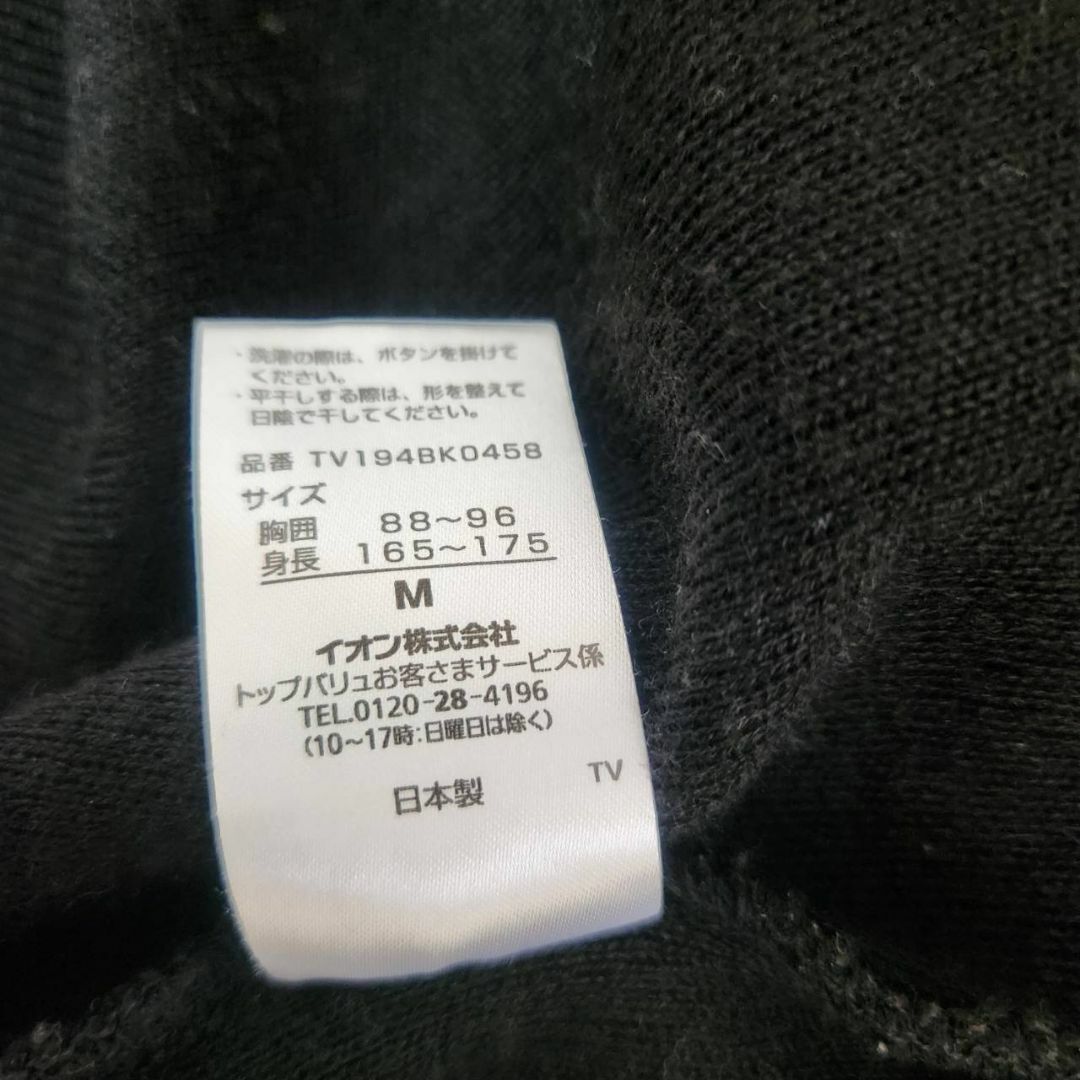 ・洗濯の際は、ボタンを掛けて
ください。
・平干しする際は、形を整えて
日陰で干してください。
品番 TV194BK0458
サイズ
胸囲 88〜96
身長 165〜175
M
イオン株式会社
トップバリュお客さまサービス係
TEL.0120-28-4196
(10〜17時:日曜日は除く)
TV
日本製